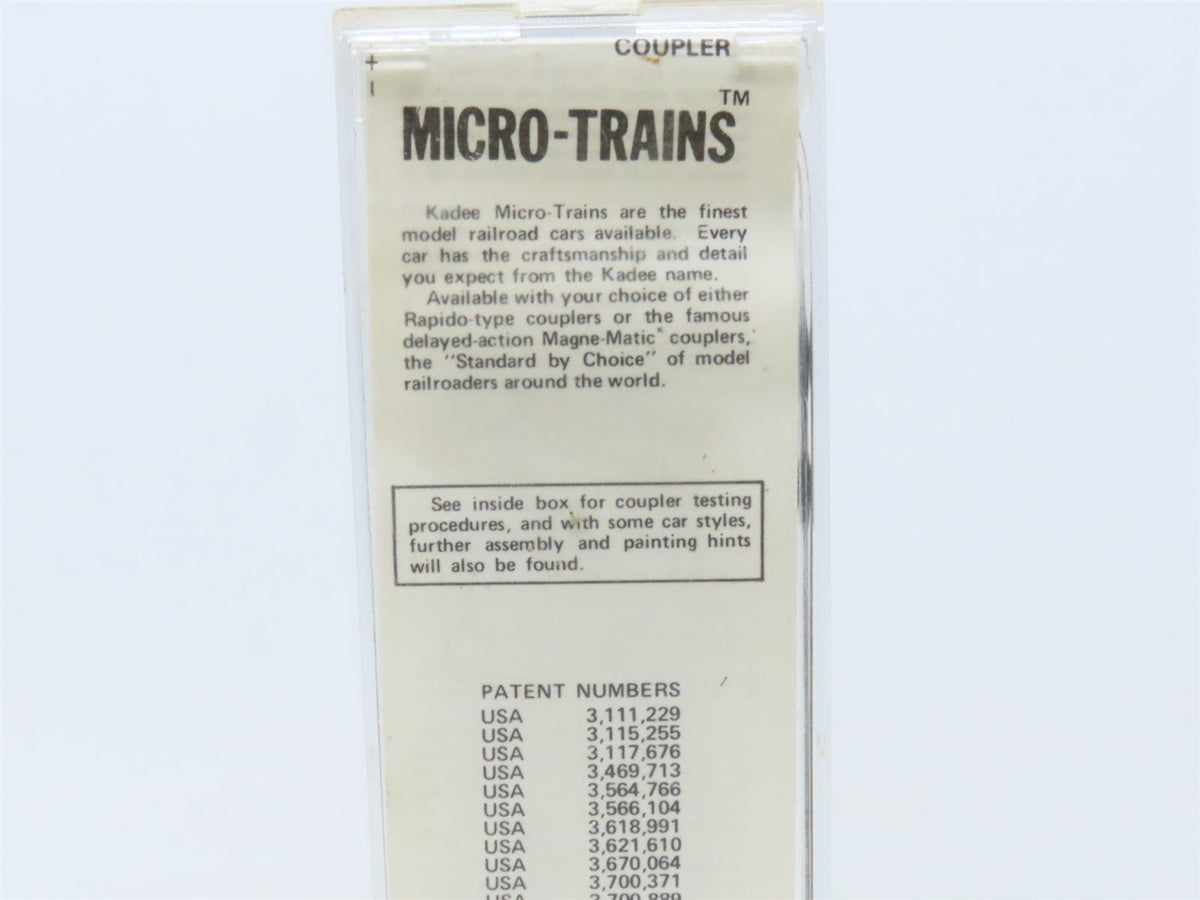 COUPLER
MICRO-TRAINS™
Kadee Micro-Trains are the finest
model railroad cars available. Every
car has the craftsmanship and detail
you expect from the Kadee name.
Available with your choice of either
Rapido-type couplers or the famous
delayed-action Magne-Matic® couplers,
the "Standard by Choice" of model
railroaders around the world.
See inside box for coupler testing
procedures, and with some car styles,
further assembly and painting hints
will also be found.
PATENT NUMBERS
USA 3,111,229
USA 3,115,255
USA 3,117,676
USA 3,469,713
USA 3,564,766
USA 3,566,104
USA 3,618,991
USA 3,621,610
USA 3,670,064
USA 3,700,371
USA 3,700,889